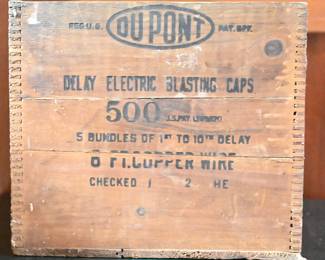 REG. U.S. DU PONT PAT. OFF.
DELAY ELECTRIC BLASTING CAPS
500
5 BUNDLES OF 1ST TO 10TH DELAY
FT. COPPER WIRE
CHECKED 1 2 HE